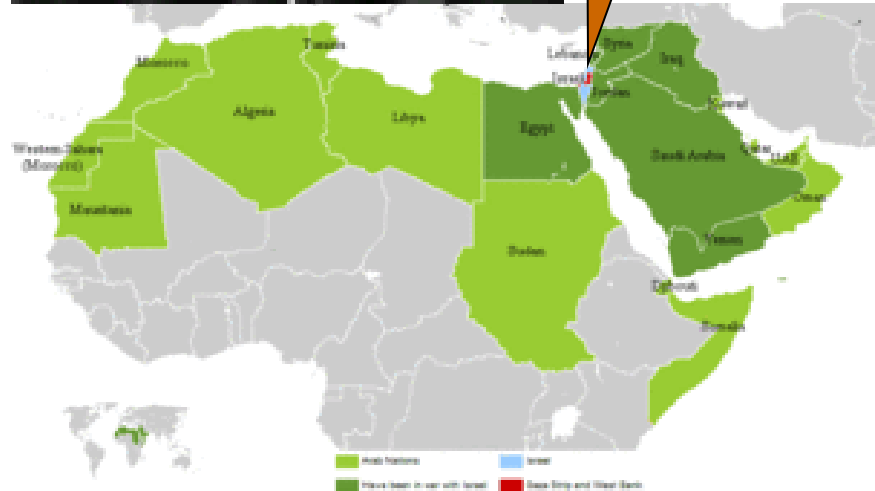 Tunisia
Morocco
Lebanon
Syria
Iraq
Israel
Jordan
Algeria
Libya
Egypt
Kuwait
Western Sahara
(Morocco)
Saudi Arabia
Qatar
UAE
Oman
Mauritania
Yemen
Sudan
Djibouti
Somalia
Arab Nations
Israel
Have been in war with Israel
Gaza Strip and West Bank